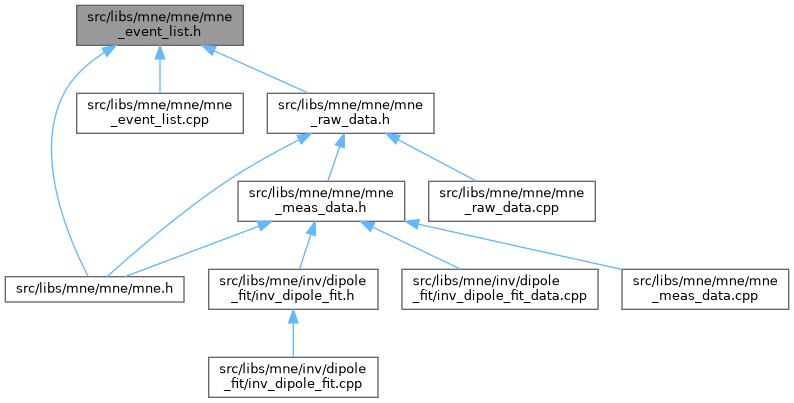 src/libs/mne/mne/mne
_event_list.h
src/libs/mne/mne/mne
_event_list.cpp
src/libs/mne/mne/mne
_raw_data.h
src/libs/mne/mne/mne
_meas_data.h
src/libs/mne/mne/mne
_raw_data.cpp
src/libs/mne/mne/mne.h
src/libs/mne/inv/dipole
_fit/inv_dipole_fit.h
src/libs/mne/inv/dipole
_fit/inv_dipole_fit_data.cpp
src/libs/mne/mne/mne
_meas_data.cpp
src/libs/mne/inv/dipole
_fit/inv_dipole_fit.cpp